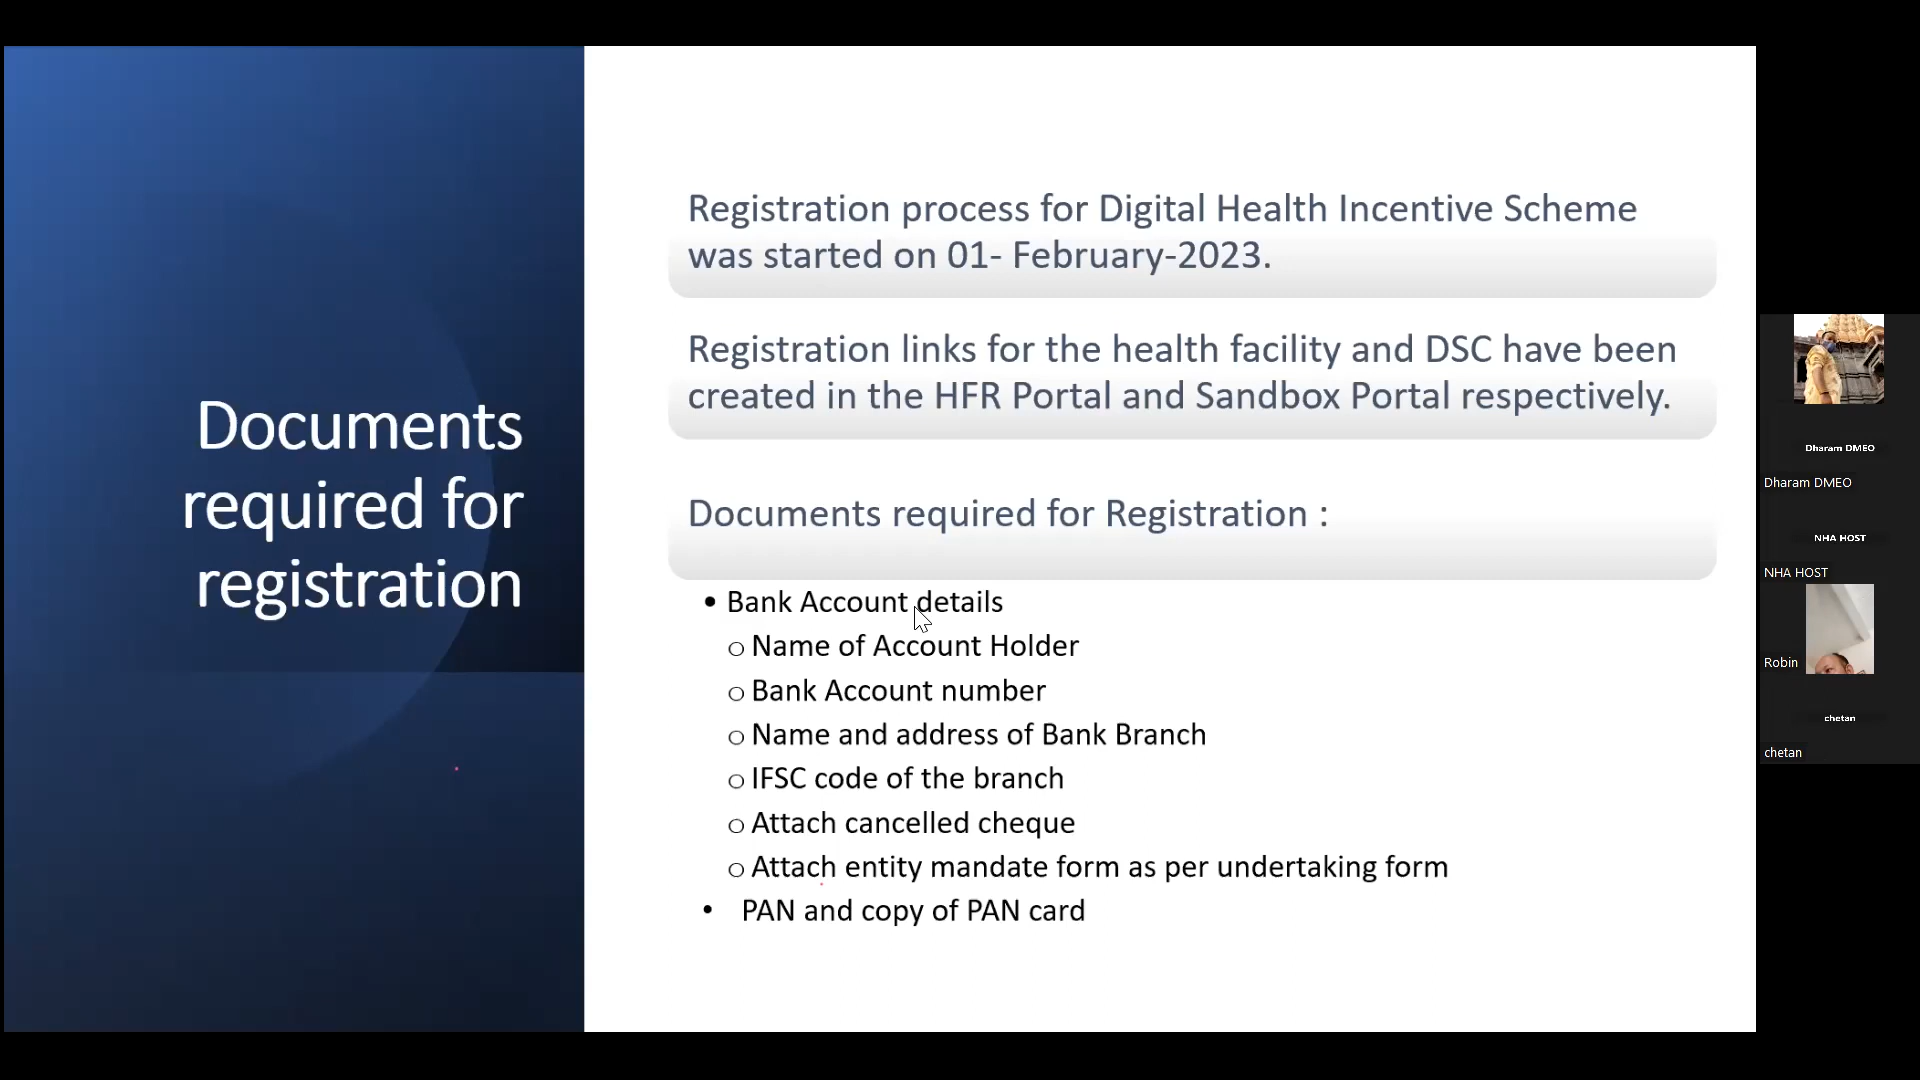 Documents
required for
registration
Registration process for Digital Health Incentive Scheme
was started on 01- February-2023.
Registration links for the health facility and DSC have been
created in the HFR Portal and Sandbox Portal respectively.
Documents required for Registration :
• Bank Account details
o Name of Account Holder
o Bank Account number
o Name and address of Bank Branch
o IFSC code of the branch
o Attach cancelled cheque
o Attach entity mandate form as per undertaking form
• PAN and copy of PAN card
Dharam DMEO
Dharam DMEO
NHA HOST
NHA HOST
Robin
chetan
chetan